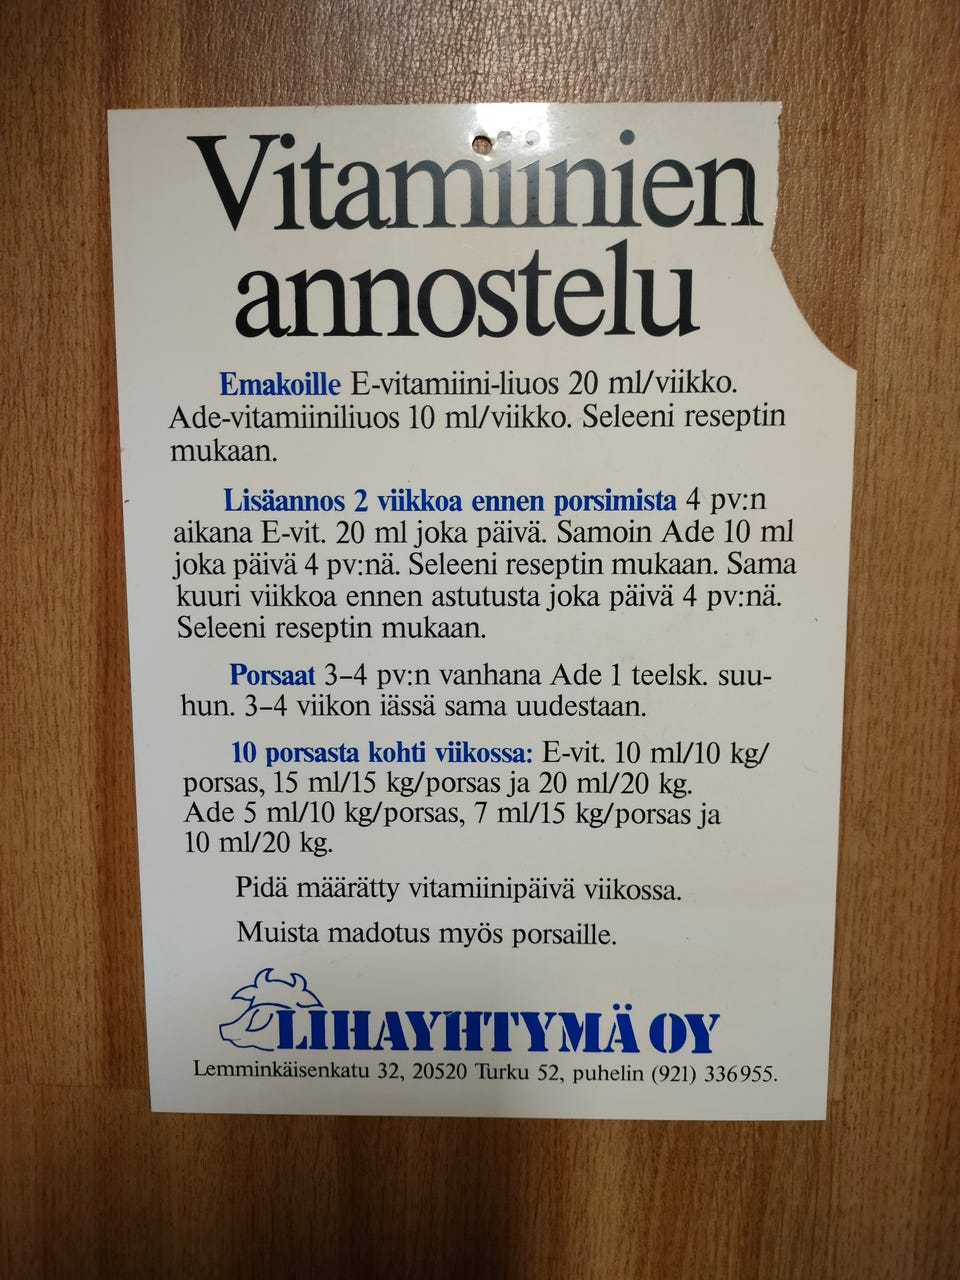 Vitamiinien
annostelu
Emakoille E-vitamiini-liuos 20 ml/viikko.
Ade-vitamiiniliuos 10 ml/viikko. Seleeni reseptin
mukaan.
Lisäannos 2 viikkoa ennen porsimista 4 pv:n
aikana E-vit. 20 ml joka päivä. Samoin Ade 10 ml
joka päivä 4 pv:nä. Seleeni reseptin mukaan. Sama
kuuri viikkoa ennen astutusta joka päivä 4 pv:nä.
Seleeni reseptin mukaan.
Porsaat 3–4 pv:n vanhana Ade 1 teelsk. suu-
hun. 3–4 viikon iässä sama uudestaan.
10 porsasta kohti viikossa: E-vit. 10 ml/10 kg/
porsas, 15 ml/15 kg/porsas ja 20 ml/20 kg.
Ade 5 ml/10 kg/porsas, 7 ml/15 kg/porsas ja
10 ml/20 kg.
Pidä määrätty vitamiinipäivä viikossa.
Muista madotus myös porsaille.
LIHAYHTYMÄ OY
Lemminkäisenkatu 32, 20520 Turku 52, puhelin (921) 336955.